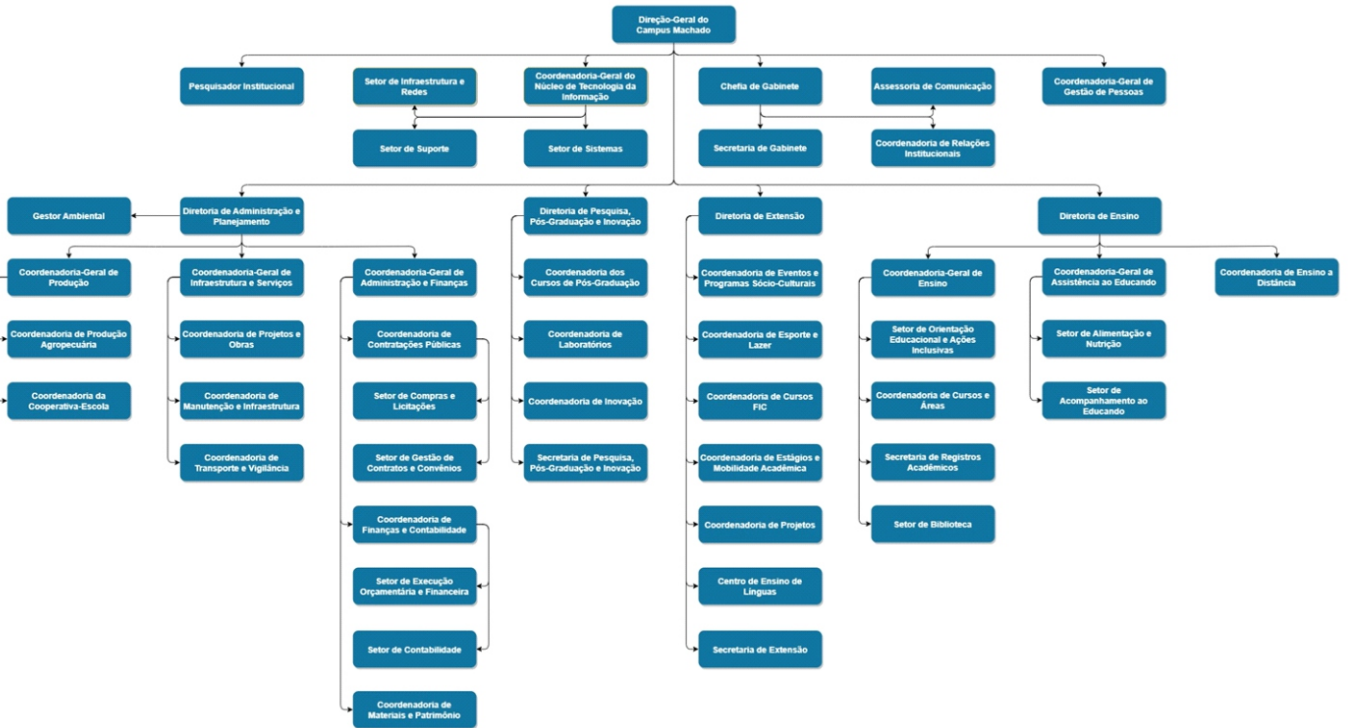 Direção-Geral do
Campus Machado
Pesquisador Institucional
Setor de Infraestrutura e
Redes
Coordenadoria-Geral do
Núcleo de Tecnologia da
Informação
Chefia de Gabinete
Assessoria de Comunicação
Coordenadoria-Geral de
Gestão de Pessoas
Setor de Suporte
Setor de Sistemas
Secretaria de Gabinete
Coordenadoria de Relações
Institucionais
Gestor Ambiental
Diretoria de Administração e
Planejamento
Diretoria de Pesquisa,
Pós-Graduação e Inovação
Diretoria de Extensão
Diretoria de Ensino
Coordenadoria-Geral de
Produção
Coordenadoria-Geral de
Infraestrutura e Serviços
Coordenadoria-Geral de
Administração e Finanças
Coordenadoria dos
Cursos de Pós-Graduação
Coordenadoria de Eventos e
Programas Sócio-Culturais
Coordenadoria-Geral de
Ensino
Coordenadoria-Geral de
Assistência ao Educando
Coordenadoria de Ensino a
Distância
Coordenadoria de Produção
Agropecuária
Coordenadoria de Projetos e
Obras
Coordenadoria de
Contratações Públicas
Coordenadoria de
Laboratórios
Coordenadoria de Esporte e
Lazer
Setor de Orientação
Educacional e Ações
Inclusivas
Setor de Alimentação e
Nutrição
Coordenadoria da
Cooperativa-Escola
Coordenadoria de
Manutenção e Infraestrutura
Setor de Compras e
Licitações
Coordenadoria de Inovação
Coordenadoria de Cursos
FIC
Coordenadoria de Cursos e
Áreas
Setor de
Acompanhamento ao
Educando
Coordenadoria de
Transporte e Vigilância
Setor de Gestão de
Contratos e Convênios
Secretaria de Pesquisa,
Pós-Graduação e Inovação
Coordenadoria de Estágios e
Mobilidade Acadêmica
Secretaria de Registros
Acadêmicos
Coordenadoria de
Finanças e Contabilidade
Coordenadoria de Projetos
Setor de Biblioteca
Setor de Execução
Orçamentária e Financeira
Centro de Ensino de
Línguas
Setor de Contabilidade
Secretaria de Extensão
Coordenadoria de
Materiais e Patrimônio